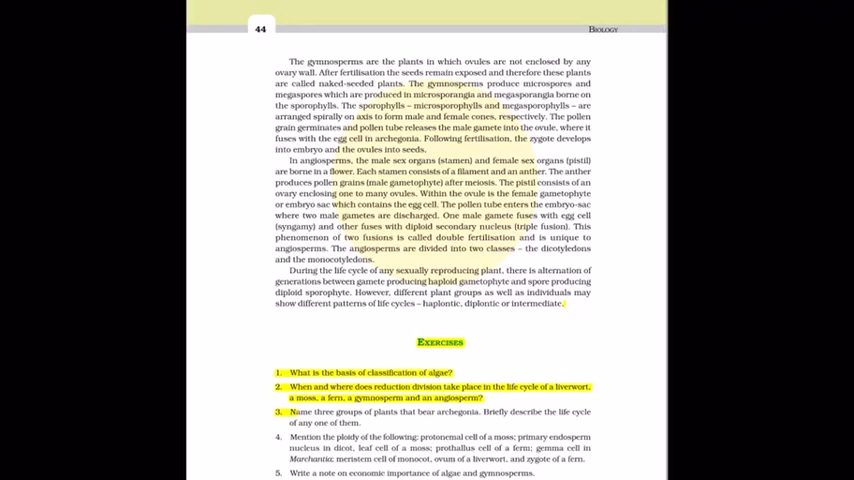 44
BIOLOGY
The gymnosperms are the plants in which ovules are not enclosed by any
ovary wall. After fertilisation the seeds remain exposed and therefore these plants
are called naked-seeded plants. The gymnosperms produce microspores and
megaspores which are produced in microsporangia and megasporangia borne on
the sporophylls. The sporophylls – microsporophylls and megasporophylls – are
arranged spirally on axis to form male and female cones, respectively. The pollen
grain germinates and pollen tube releases the male gamete into the ovule, where it
fuses with the egg cell in archegonia. Following fertilisation, the zygote develops
into embryo and the ovules into seeds.
In angiosperms, the male sex organs (stamen) and female sex organs (pistil)
are borne in a flower. Each stamen consists of a filament and an anther. The anther
produces pollen grains (male gametophyte) after meiosis. The pistil consists of an
ovary enclosing one to many ovules. Within the ovule is the female gametophyte
or embryo sac which contains the egg cell. The pollen tube enters the embryo-sac
where two male gametes are discharged. One male gamete fuses with egg cell
(syngamy) and other fuses with diploid secondary nucleus (triple fusion). This
phenomenon of two fusions is called double fertilisation and is unique to
angiosperms. The angiosperms are divided into two classes – the dicotyledons
and the monocotyledons.
During the life cycle of any sexually reproducing plant, there is alternation of
generations between gamete producing haploid gametophyte and spore producing
diploid sporophyte. However, different plant groups as well as individuals may
show different patterns of life cycles – haplontic, diplontic or intermediate.
EXERCISES
1. What is the basis of classification of algae?
2. When and where does reduction division take place in the life cycle of a liverwort,
a moss, a fern, a gymnosperm and an angiosperm?
3. Name three groups of plants that bear archegonia. Briefly describe the life cycle
of any one of them.
4. Mention the ploidy of the following: protonemal cell of a moss; primary endosperm
nucleus in dicot, leaf cell of a moss; prothallus cell of a ferm; gemma cell in
Marchantia; meristem cell of monocot, ovum of a liverwort, and zygote of a fern.
5. Write a note on economic importance of algae and gymnosperms.